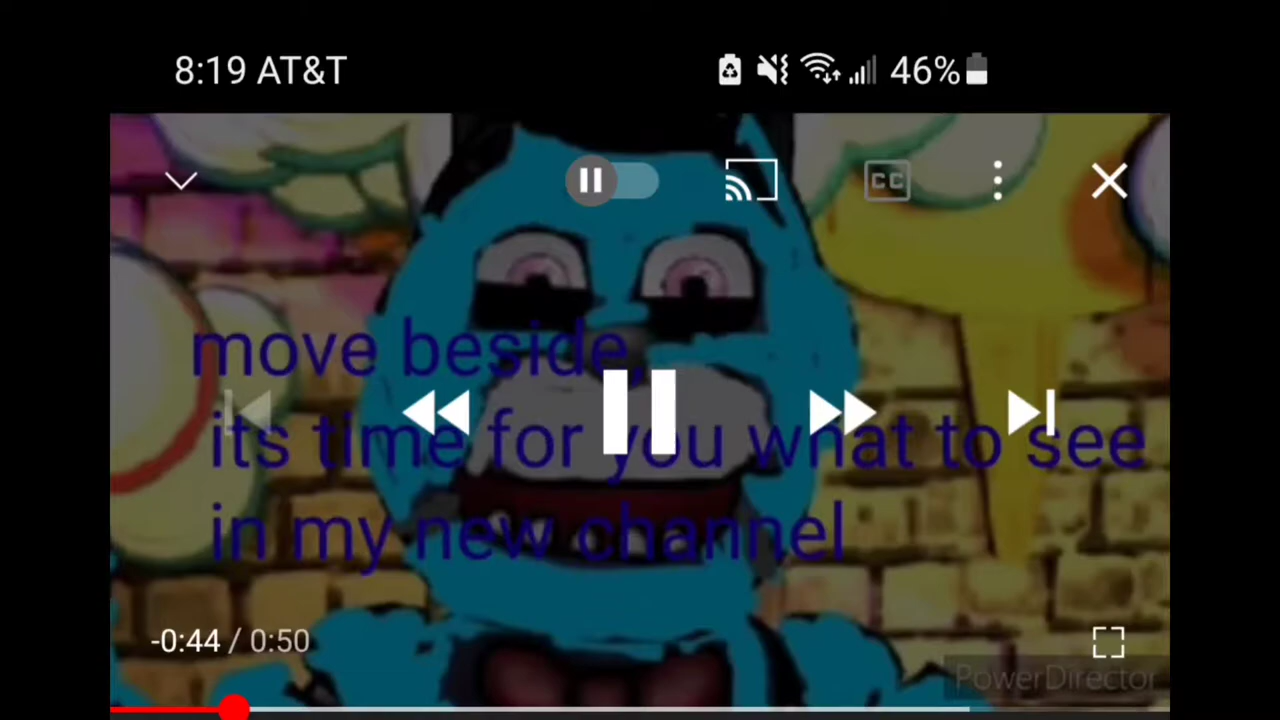 8:19 AT&T
46%
CC
move beside,
its time for you what to see
in my new channel
-0:44 / 0:50
PowerDirector